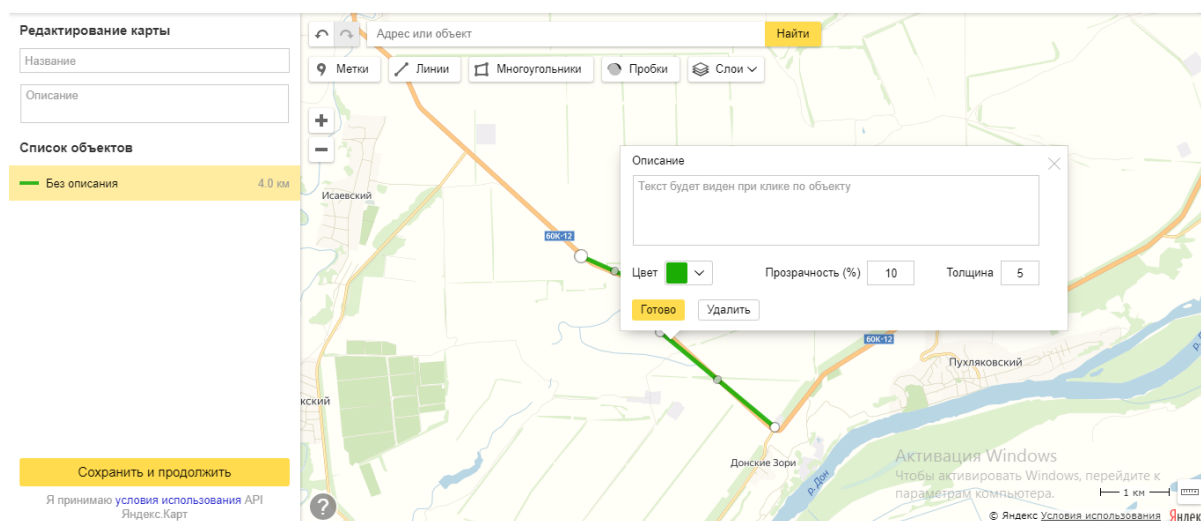 Редактирование карты
Название
Описание
Список объектов
Без описания
4.0 км
Сохранить и продолжить
Я принимаю условия использования API
Яндекс.Карт
Адрес или объект
Найти
Метки
Линии
Многоугольники
Пробки
Слои
Исаевский
60К-12
Описание
Текст будет виден при клике по объекту
Цвет
Прозрачность (%)
10
Толщина
5
Готово
Удалить
60К-12
Пухляковский
Донские Зори
р. Дон
Активация Windows
Чтобы активировать Windows, перейдите к
параметрам компьютера.
1 км
© Яндекс Условия использования